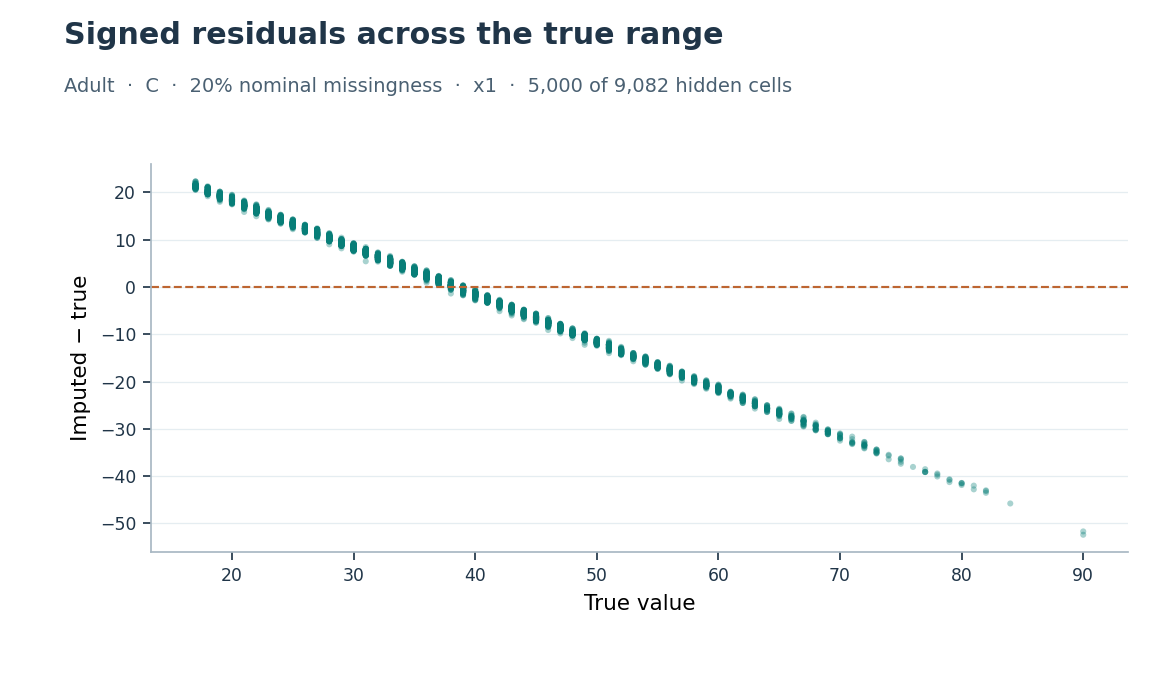 Signed residuals across the true range
Adult · C · 20% nominal missingness · x1 · 5,000 of 9,082 hidden cells
Imputed − true
20
10
0
−10
−20
−30
−40
−50
20 30 40 50 60 70 80 90
True value